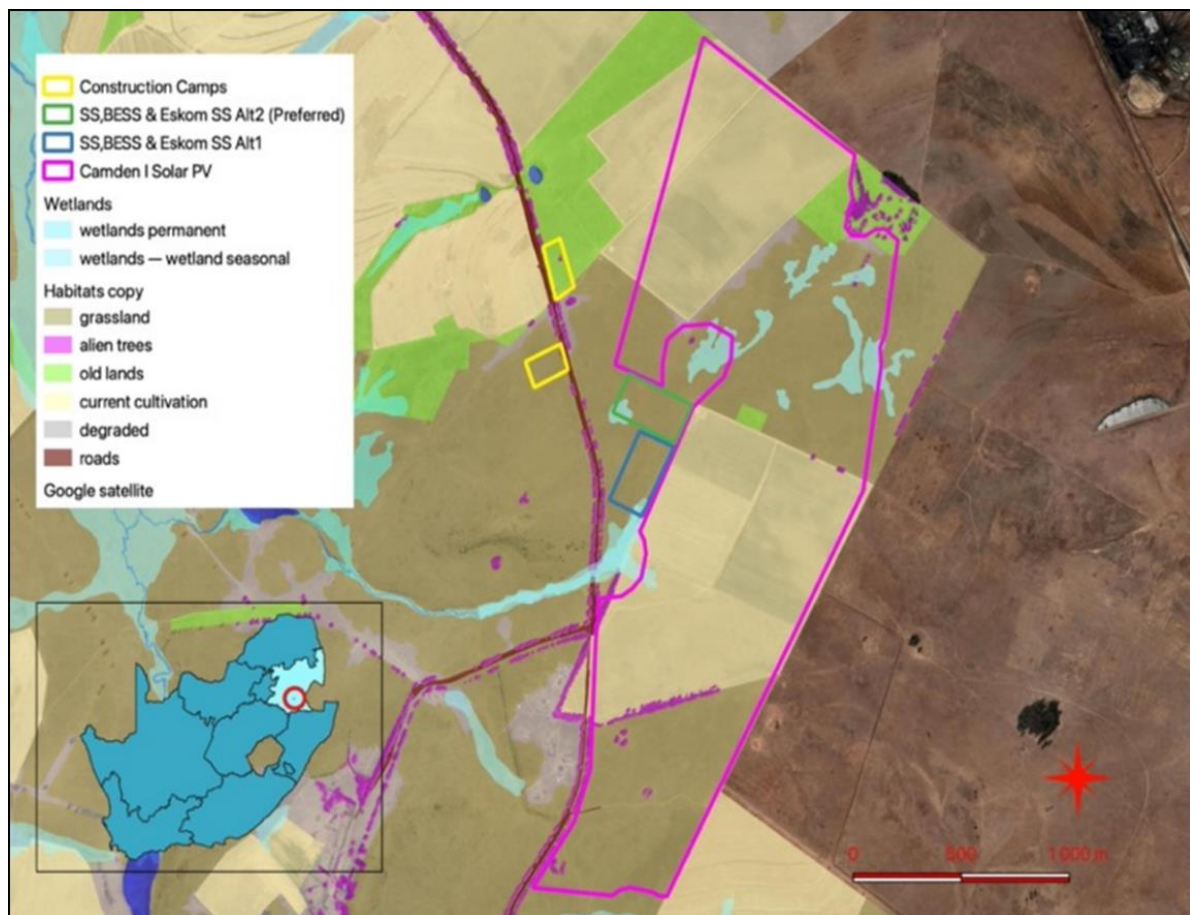 Construction Camps
SS,BESS & Eskom SS Alt2 (Preferred)
SS,BESS & Eskom SS Alt1
Camden I Solar PV
Wetlands
wetlands permanent
wetlands — wetland seasonal
Habitats copy
grassland
alien trees
old lands
current cultivation
degraded
roads
Google satellite
0 500 1 000 m